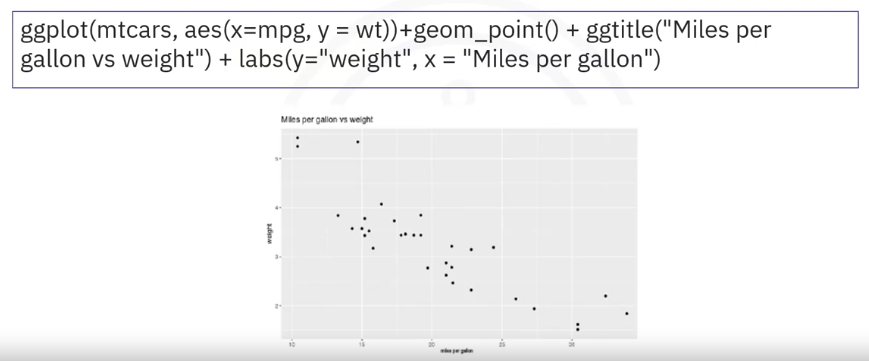 ggplot(mtcars, aes(x=mpg, y = wt))+geom_point() + ggtitle("Miles per
gallon vs weight") + labs(y="weight", x = "Miles per gallon")
Miles per gallon vs weight
5
4
weight
3
2
10 15 20 25 30
miles per gallon